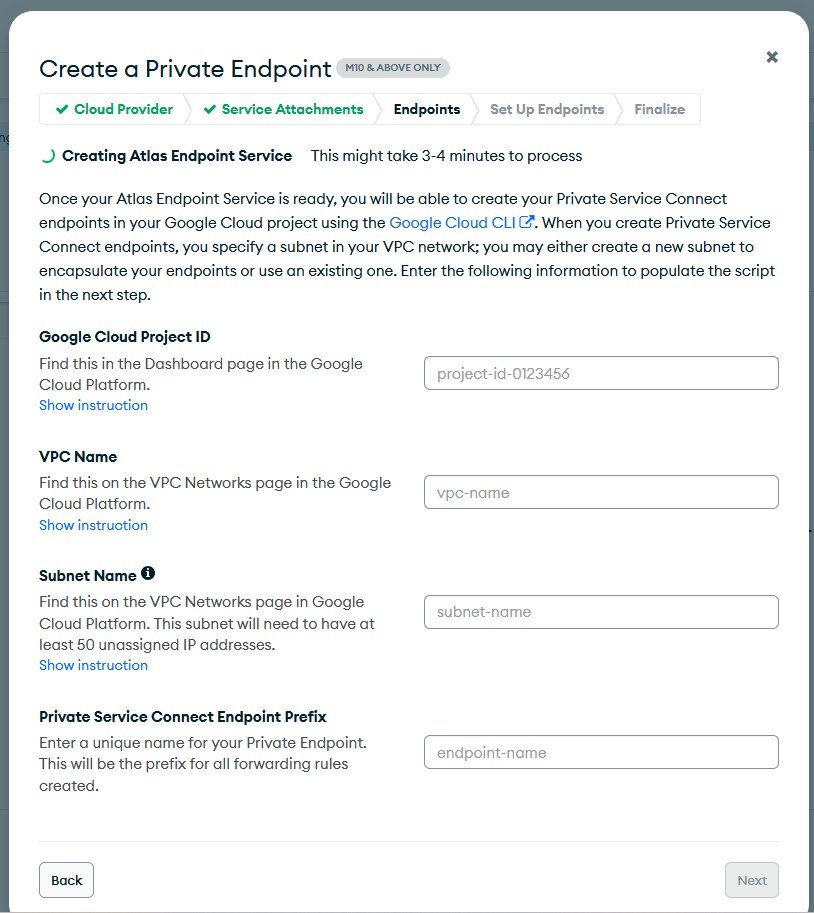 Create a Private Endpoint M10 & ABOVE ONLY
Cloud Provider Service Attachments Endpoints Set Up Endpoints Finalize
Creating Atlas Endpoint Service This might take 3-4 minutes to process
Once your Atlas Endpoint Service is ready, you will be able to create your Private Service Connect
endpoints in your Google Cloud project using the Google Cloud CLI. When you create Private Service
Connect endpoints, you specify a subnet in your VPC network; you may either create a new subnet to
encapsulate your endpoints or use an existing one. Enter the following information to populate the script
in the next step.
Google Cloud Project ID
Find this in the Dashboard page in the Google
Cloud Platform.
Show instruction
project-id-0123456
VPC Name
Find this on the VPC Networks page in the Google
Cloud Platform.
Show instruction
vpc-name
Subnet Name
Find this on the VPC Networks page in Google
Cloud Platform. This subnet will need to have at
least 50 unassigned IP addresses.
Show instruction
subnet-name
Private Service Connect Endpoint Prefix
Enter a unique name for your Private Endpoint.
This will be the prefix for all forwarding rules
created.
endpoint-name
Back
Next